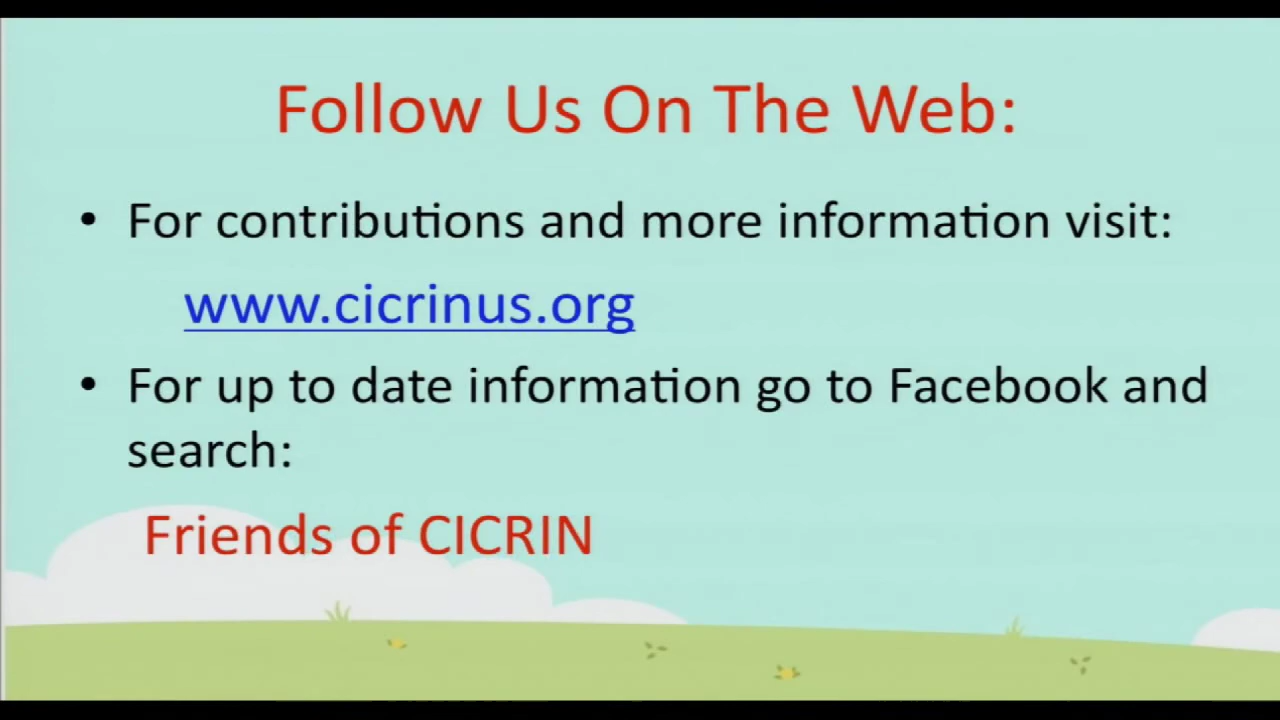 Follow Us On The Web:
• For contributions and more information visit:
www.cicrinus.org
• For up to date information go to Facebook and
search:
Friends of CICRIN